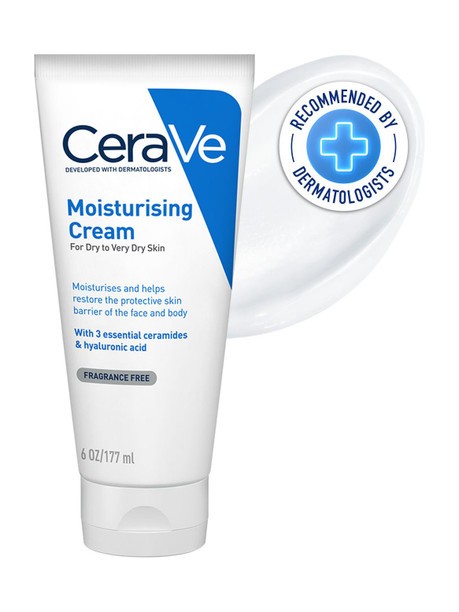 CeraVe
DEVELOPED WITH DERMATOLOGISTS
Moisturising
Cream
For Dry to Very Dry Skin
Moisturises and helps
restore the protective skin
barrier of the face and body
With 3 essential ceramides
& hyaluronic acid
FRAGRANCE FREE
6 OZ/177 ml
RECOMMENDED BY
DERMATOLOGISTS